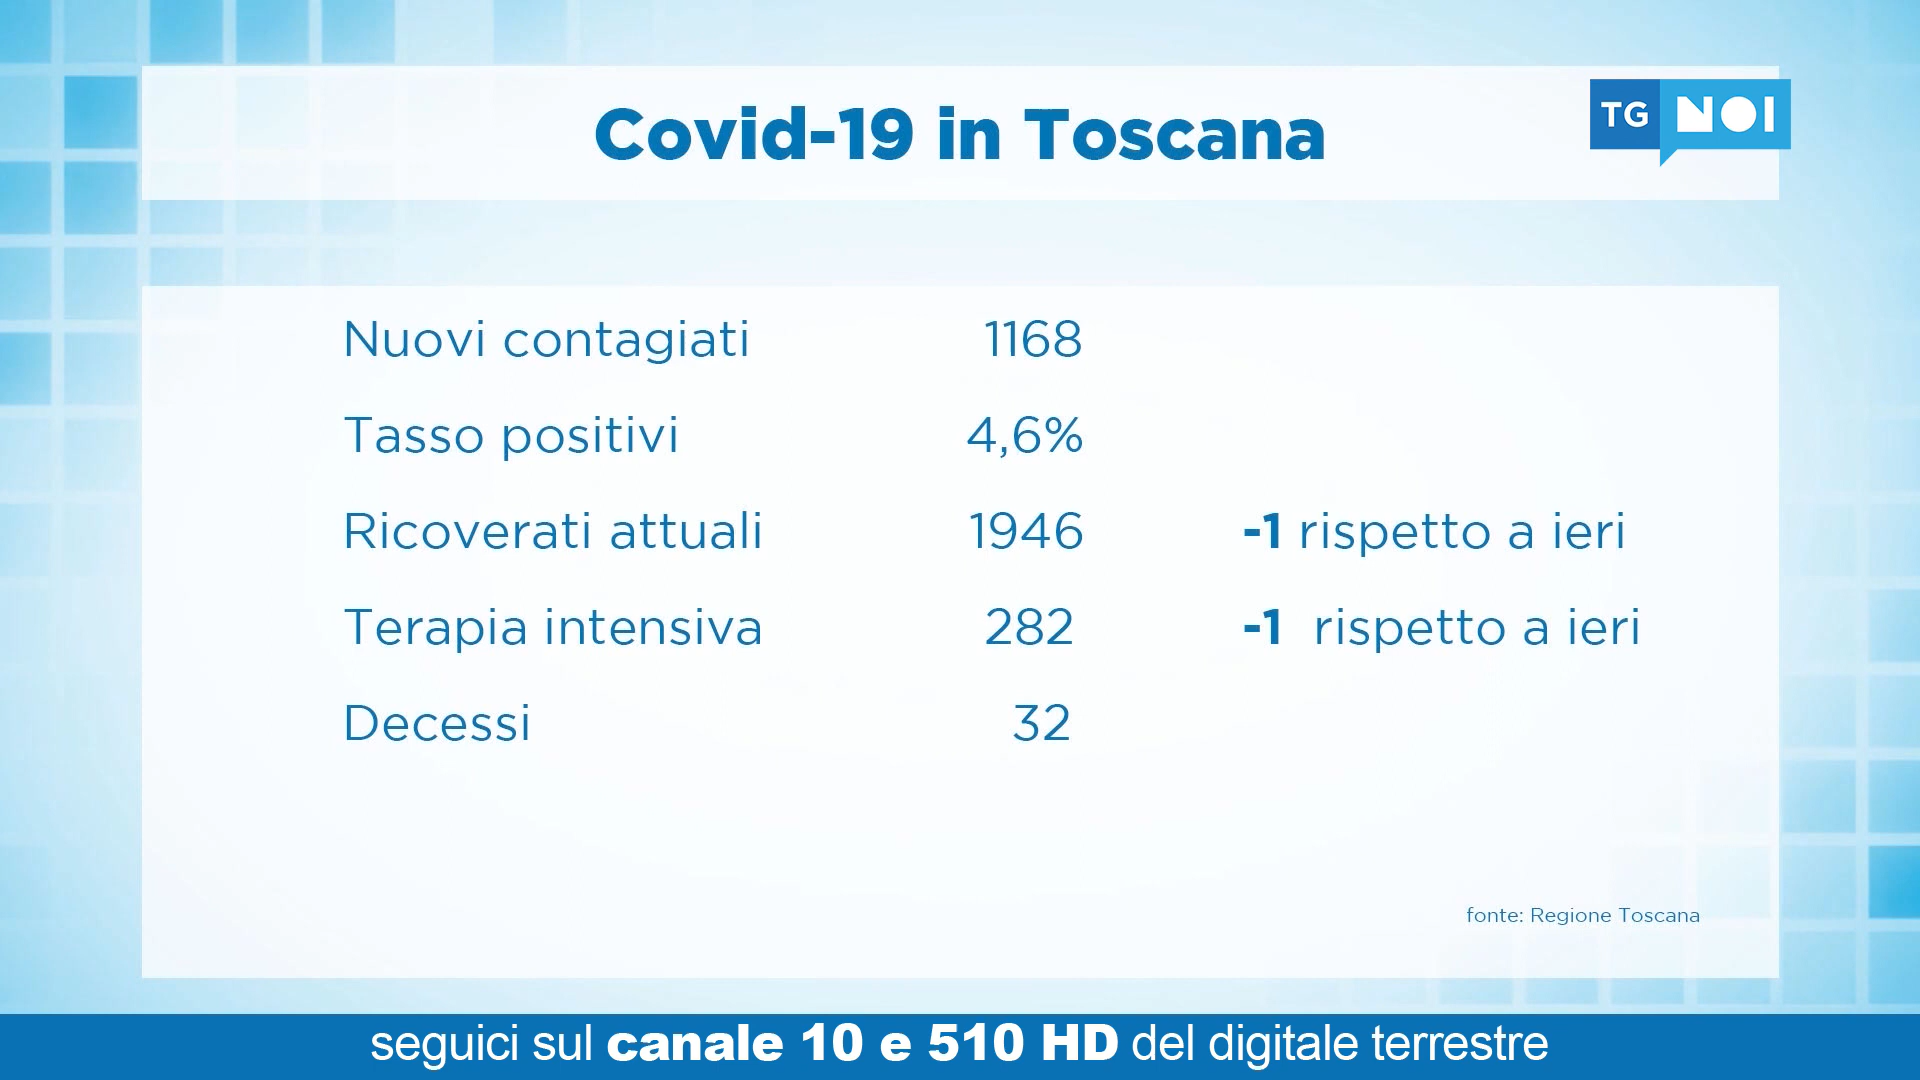 Covid-19 in Toscana
TG NOI
Nuovi contagiati 1168
Tasso positivi 4,6%
Ricoverati attuali 1946 -1 rispetto a ieri
Terapia intensiva 282 -1 rispetto a ieri
Decessi 32
fonte: Regione Toscana
seguici sul canale 10 e 510 HD del digitale terrestre